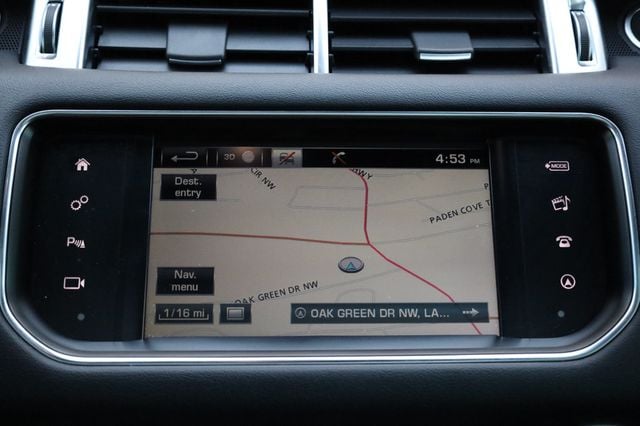 3D
4:53 PM
MODE
Dest.
entry
CIR NW
WY
PADEN COVE T
P
Nav.
menu
OAK GREEN DR NW
1/16 mi
OAK GREEN DR NW, LA...